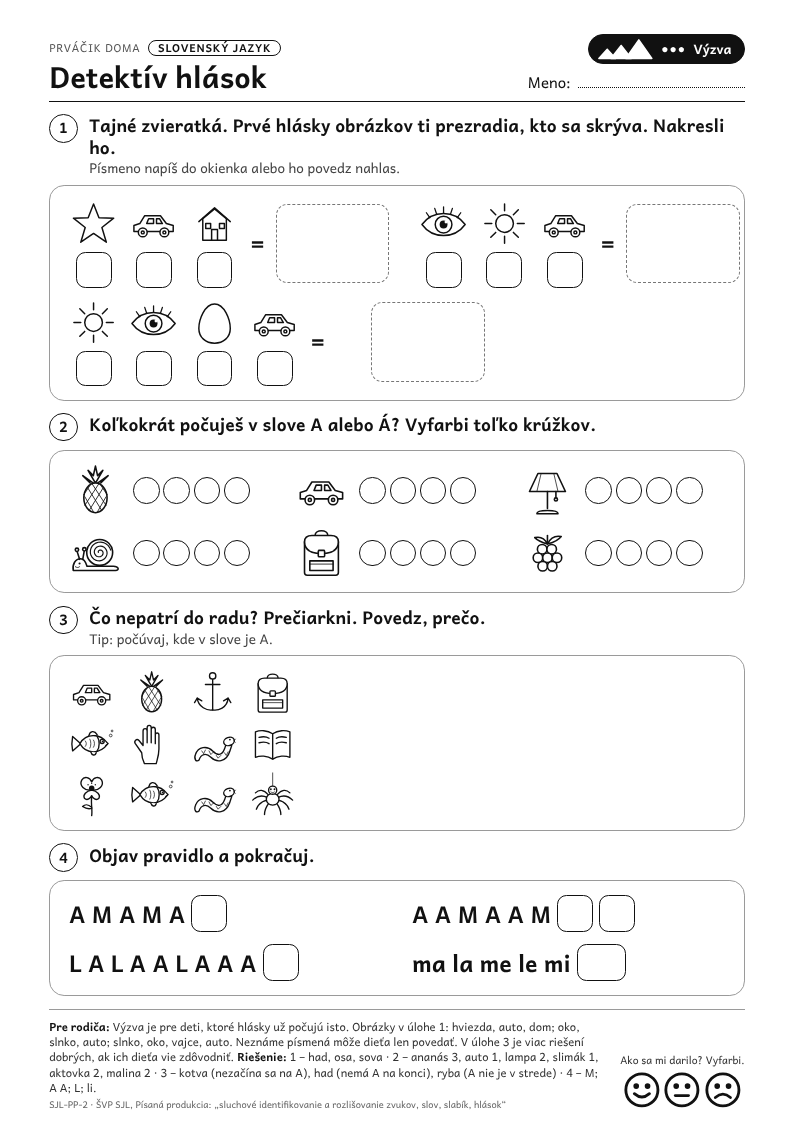 PRVÁČIK DOMA SLOVENSKÝ JAZYK
••• Výzva
Detektív hlások
Meno:
1 Tajné zvieratká. Prvé hlásky obrázkov ti prezradia, kto sa skrýva. Nakresli
ho.
Písmeno napíš do okienka alebo ho povedz nahlas.
= =
=
2 Koľkokrát počuješ v slove A alebo Á? Vyfarbi toľko krúžkov.
3 Čo nepatrí do radu? Prečiarkni. Povedz, prečo.
Tip: počúvaj, kde v slove je A.
4 Objav pravidlo a pokračuj.
A M A M A
A A M A A M
L A L A A L A A A
ma la me le mi
Pre rodiča: Výzva je pre deti, ktoré hlásky už počujú isto. Obrázky v úlohe 1: hviezda, auto, dom; oko,
slnko, auto; slnko, oko, vajce, auto. Neznáme písmená môže dieťa len povedať. V úlohe 3 je viac riešení
dobrých, ak ich dieťa vie zdôvodniť. Riešenie: 1 – had, osa, sova · 2 – ananás 3, auto 1, lampa 2, slimák 1,
aktovka 2, malina 2 · 3 – kotva (nezačína sa na A), had (nemá A na konci), ryba (A nie je v strede) · 4 – M;
A A; L; li.
SJL-PP-2 · ŠVP SJL, Písaná produkcia: „sluchové identifikovanie a rozlišovanie zvukov, slov, slabík, hlások“
Ako sa mi darilo? Vyfarbi.